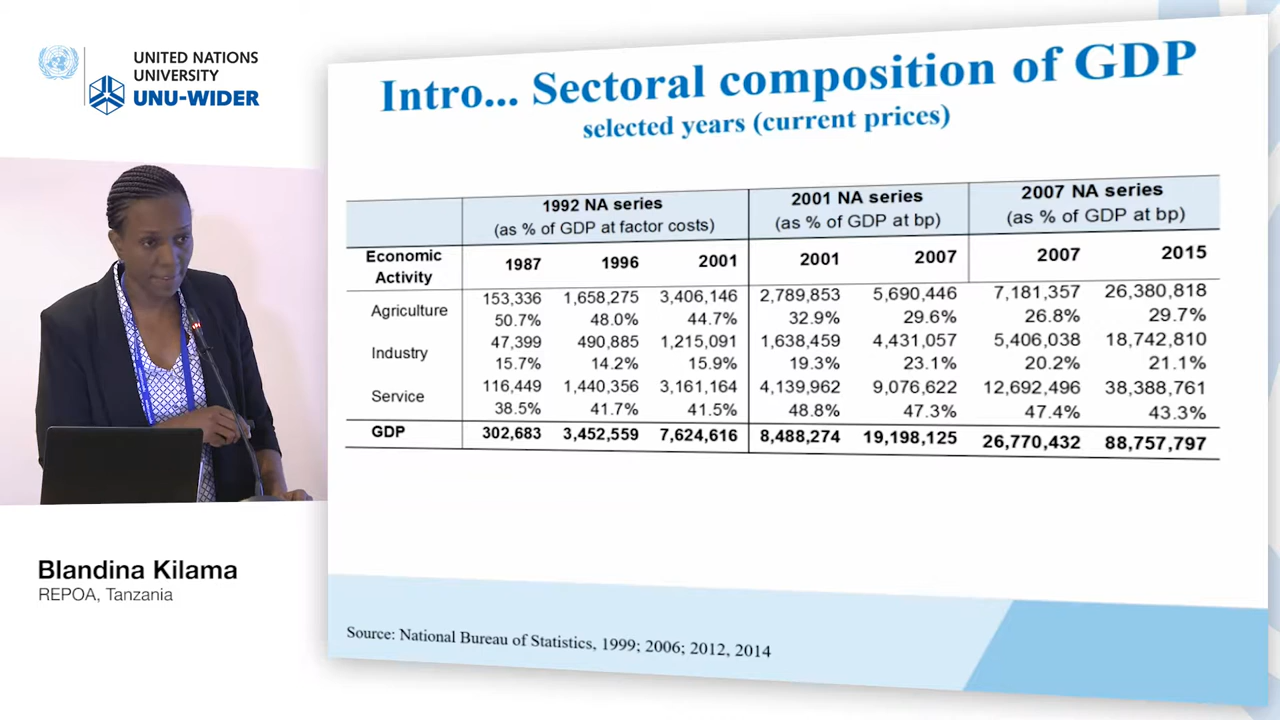 UNITED NATIONS
UNIVERSITY
UNU-WIDER
Intro... Sectoral composition of GDP
selected years (current prices)
1992 NA series 2001 NA series 2007 NA series
(as % of GDP at factor costs) (as % of GDP at bp) (as % of GDP at bp)
Economic Activity 1987 1996 2001 2001 2007 2007 2015
Agriculture 153,336 1,658,275 3,406,146 2,789,853 5,690,446 7,181,357 26,380,818
50.7% 48.0% 44.7% 32.9% 29.6% 26.8% 29.7%
Industry 47,399 490,885 1,215,091 1,638,459 4,431,057 5,406,038 18,742,810
15.7% 14.2% 15.9% 19.3% 23.1% 20.2% 21.1%
Service 116,449 1,440,356 3,161,164 4,139,962 9,076,622 12,692,496 38,388,761
38.5% 41.7% 41.5% 48.8% 47.3% 47.4% 43.3%
GDP 302,683 3,452,559 7,624,616 8,488,274 19,198,125 26,770,432 88,757,797
Source: National Bureau of Statistics, 1999; 2006; 2012, 2014
Blandina Kilama
REPOA, Tanzania